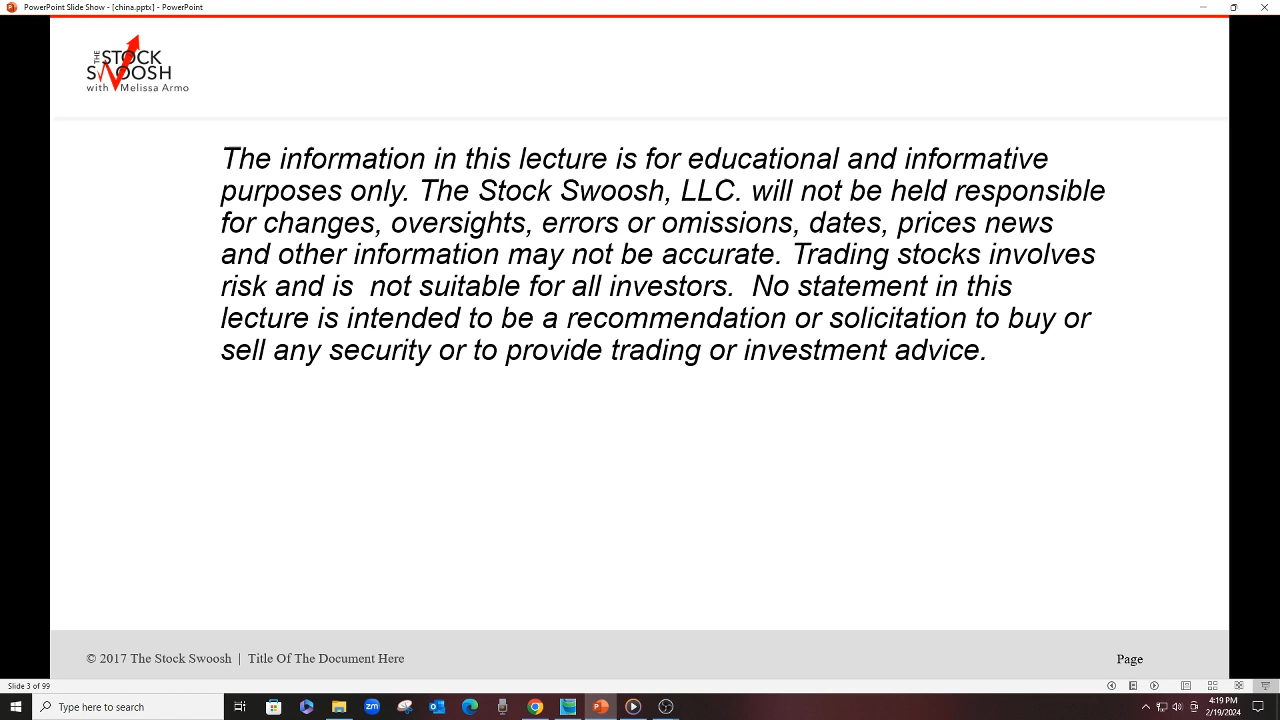 PowerPoint Slide Show - [china.pptx] - PowerPoint
THE STOCK
SWOOSH
with Melissa Armo
The information in this lecture is for educational and informative
purposes only. The Stock Swoosh, LLC. will not be held responsible
for changes, oversights, errors or omissions, dates, prices news
and other information may not be accurate. Trading stocks involves
risk and is  not suitable for all investors.  No statement in this
lecture is intended to be a recommendation or solicitation to buy or
sell any security or to provide trading or investment advice.
© 2017 The Stock Swoosh | Title Of The Document Here
Page
Slide 3 of 99
Type here to search
zm
4:19 PM
2/19/2024